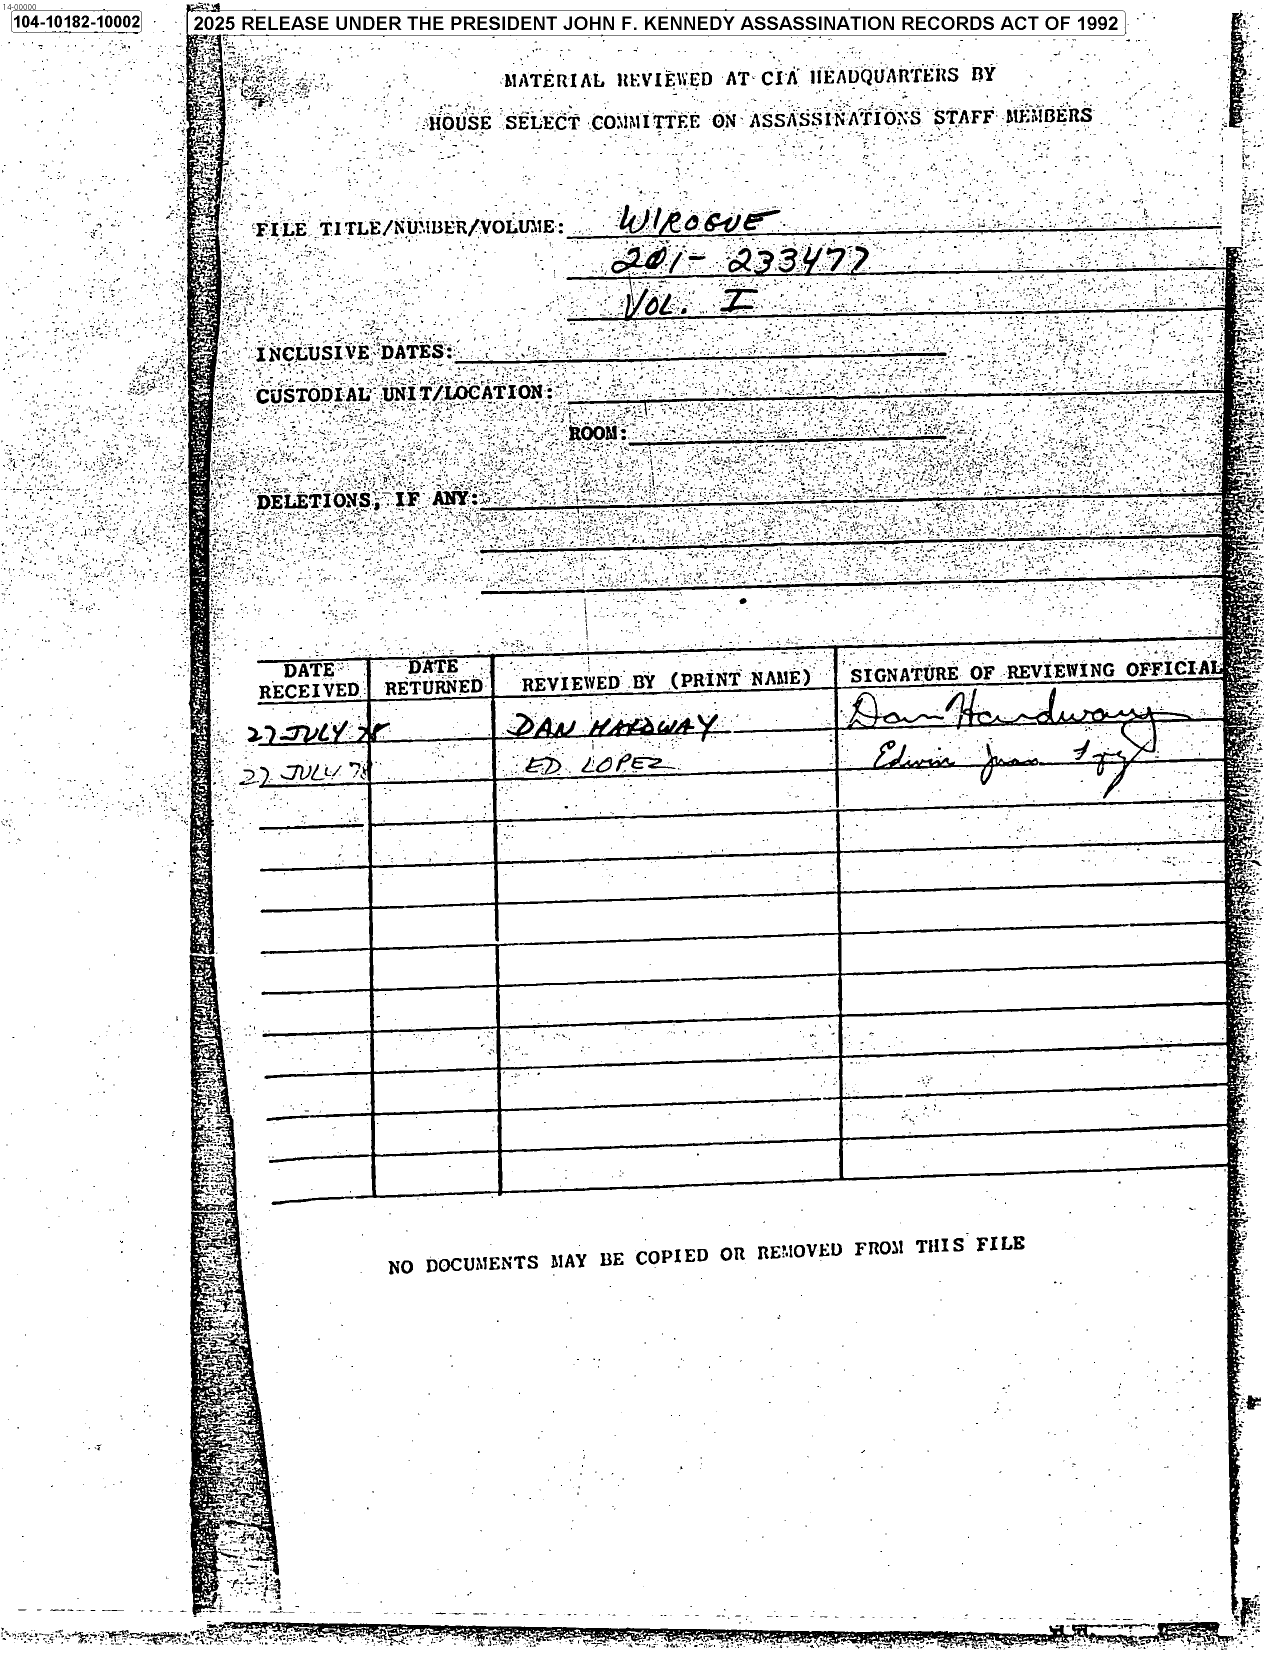 14-00000
104-10182-10002
2025 RELEASE UNDER THE PRESIDENT JOHN F. KENNEDY ASSASSINATION RECORDS ACT OF 1992
MATERIAL REVIEWED AT CIA HEADQUARTERS BY
HOUSE SELECT COMMITTEE ON ASSASSINATIONS STAFF MEMBERS
FILE TITLE/NUMBER/VOLUME: WIROGUE
201-233477
VOL. I
INCLUSIVE DATES:
CUSTODIAL UNIT/LOCATION:
ROOM:
DELETIONS, IF ANY:
DATE RECEIVED DATE RETURNED REVIEWED BY (PRINT NAME) SIGNATURE OF REVIEWING OFFICIAL
27 JULY 78 DAN HARDWAY Dan Hardway
27 JULY 78 ED LOPEZ Edwin Juan Lopez
NO DOCUMENTS MAY BE COPIED OR REMOVED FROM THIS FILE